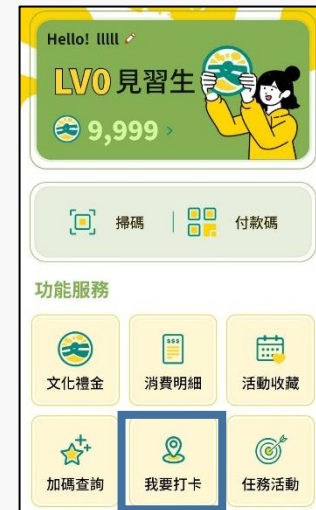 Hello! lllll
LV0 見習生
9,999 >
掃碼 | 付款碼
功能服務
文化禮金 消費明細 活動收藏
加碼查詢 我要打卡 任務活動